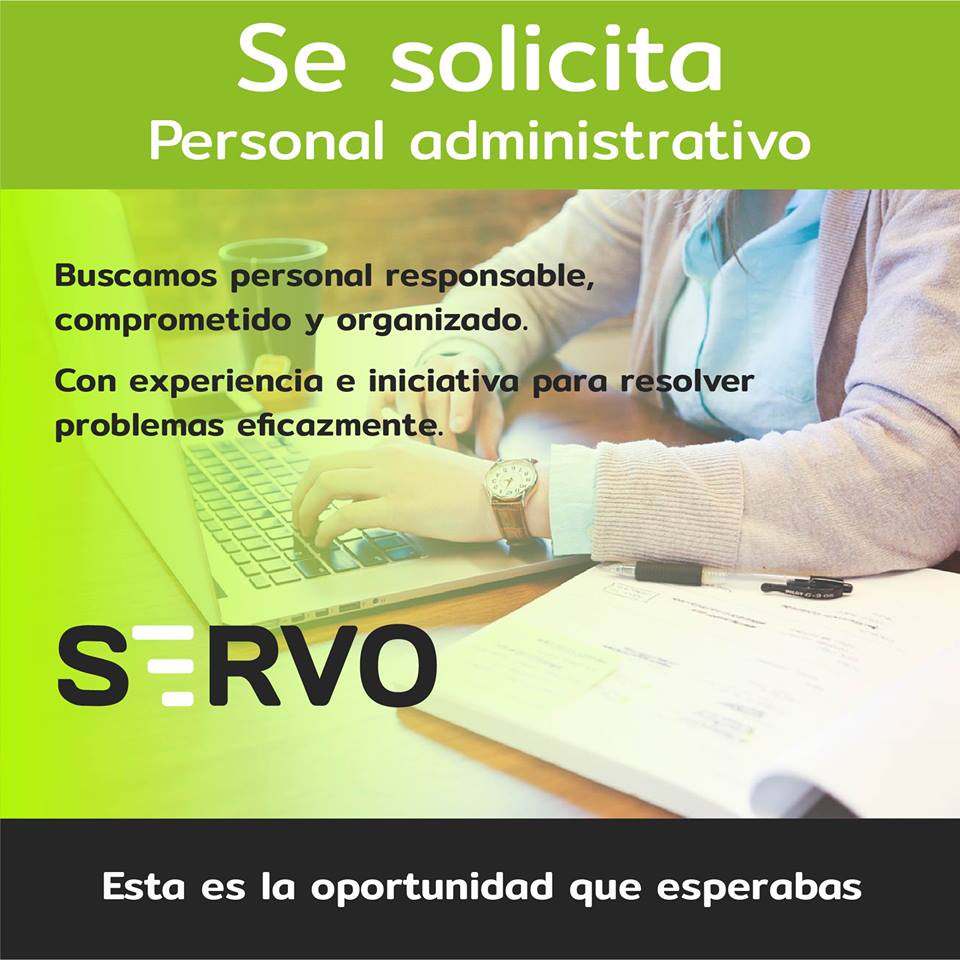 Se solicita
Personal administrativo
Buscamos personal responsable,
comprometido y organizado.
Con experiencia e iniciativa para resolver
problemas eficazmente.
SERVO
Esta es la oportunidad que esperabas